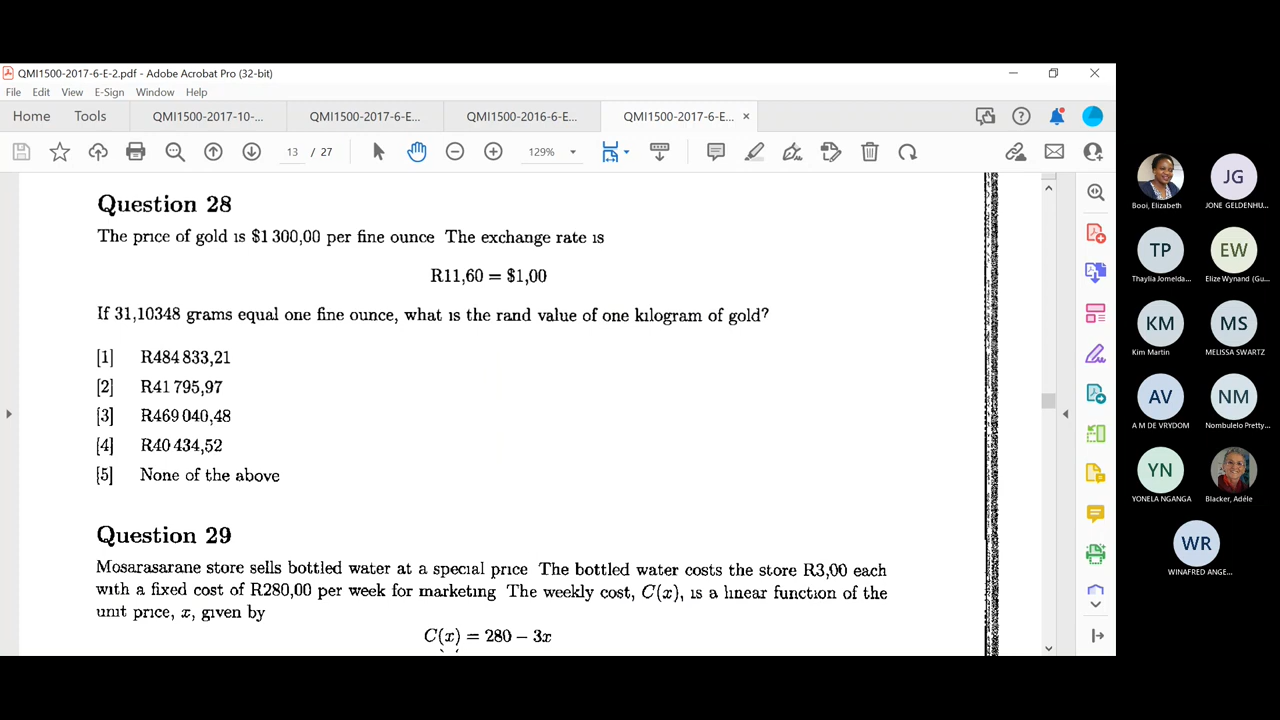 QMI1500-2017-6-E-2.pdf - Adobe Acrobat Pro (32-bit)
File Edit View E-Sign Window Help
Home Tools QMI1500-2017-10-... QMI1500-2017-6-E... QMI1500-2016-6-E... QMI1500-2017-6-E... ×
13 / 27 129%
Question 28
The price of gold is $1 300,00 per fine ounce The exchange rate is
R11,60 = $1,00
If 31,10348 grams equal one fine ounce, what is the rand value of one kilogram of gold?
[1] R484 833,21
[2] R41 795,97
[3] R469 040,48
[4] R40 434,52
[5] None of the above
Question 29
Mosarasarane store sells bottled water at a special price The bottled water costs the store R3,00 each
with a fixed cost of R280,00 per week for marketing The weekly cost, C(x), is a linear function of the
unit price, x, given by
C(x) = 280 − 3x
Booi, Elizabeth
JG
JONE GELDENHU...
TP
Thaylia Jomelda...
EW
Elize Wynand (Gu...
KM
Kim Martin
MS
MELISSA SWARTZ
AV
A M DE VRYDOM
NM
Nombulelo Pretty...
YN
YONELA NGANGA
Blacker, Adéle
WR
WINAFRED ANGE...